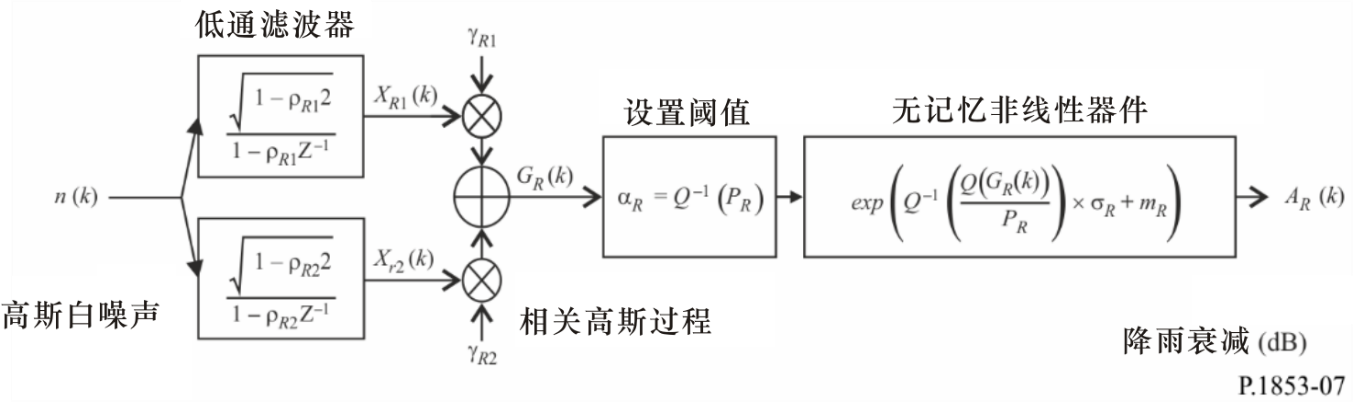 低通滤波器
γR1
√1 − ρR12
1 − ρR1Z−1
XR1 (k)
设置阈值
无记忆非线性器件
n (k)
GR (k)
αR = Q−1 (PR)
exp(Q−1(Q(GR(k))/PR) × σR + mR)
AR (k)
√1 − ρR22
1 − ρR2Z−1
Xr2 (k)
高斯白噪声
相关高斯过程
γR2
降雨衰减 (dB)
P.1853-07